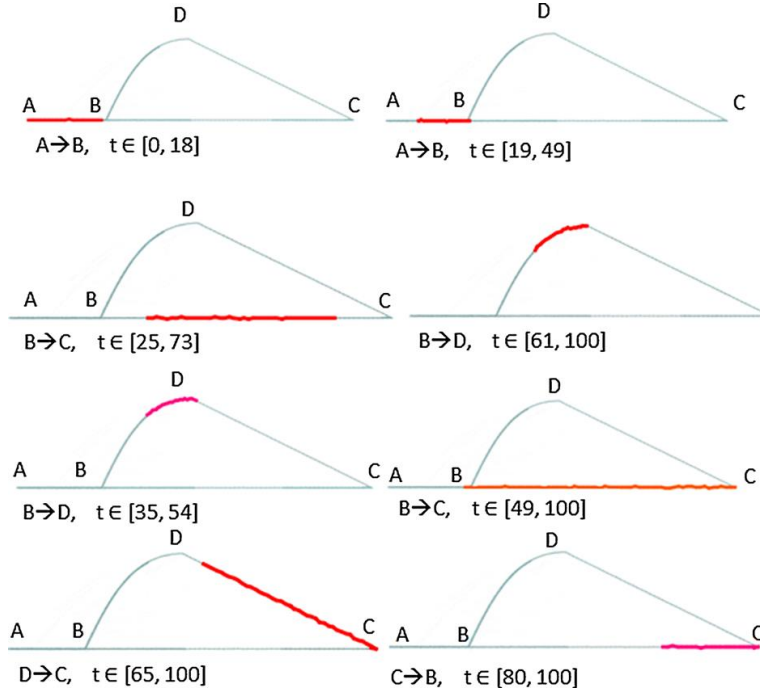 D
A B C
A→B, t ∈ [0, 18]
D
A B C
A→B, t ∈ [19, 49]
D
A B C
B→C, t ∈ [25, 73]
B→D, t ∈ [61, 100]
D
A B C
B→D, t ∈ [35, 54]
D
A B C
B→C, t ∈ [49, 100]
D
A B C
D→C, t ∈ [65, 100]
D
A B C
C→B, t ∈ [80, 100]